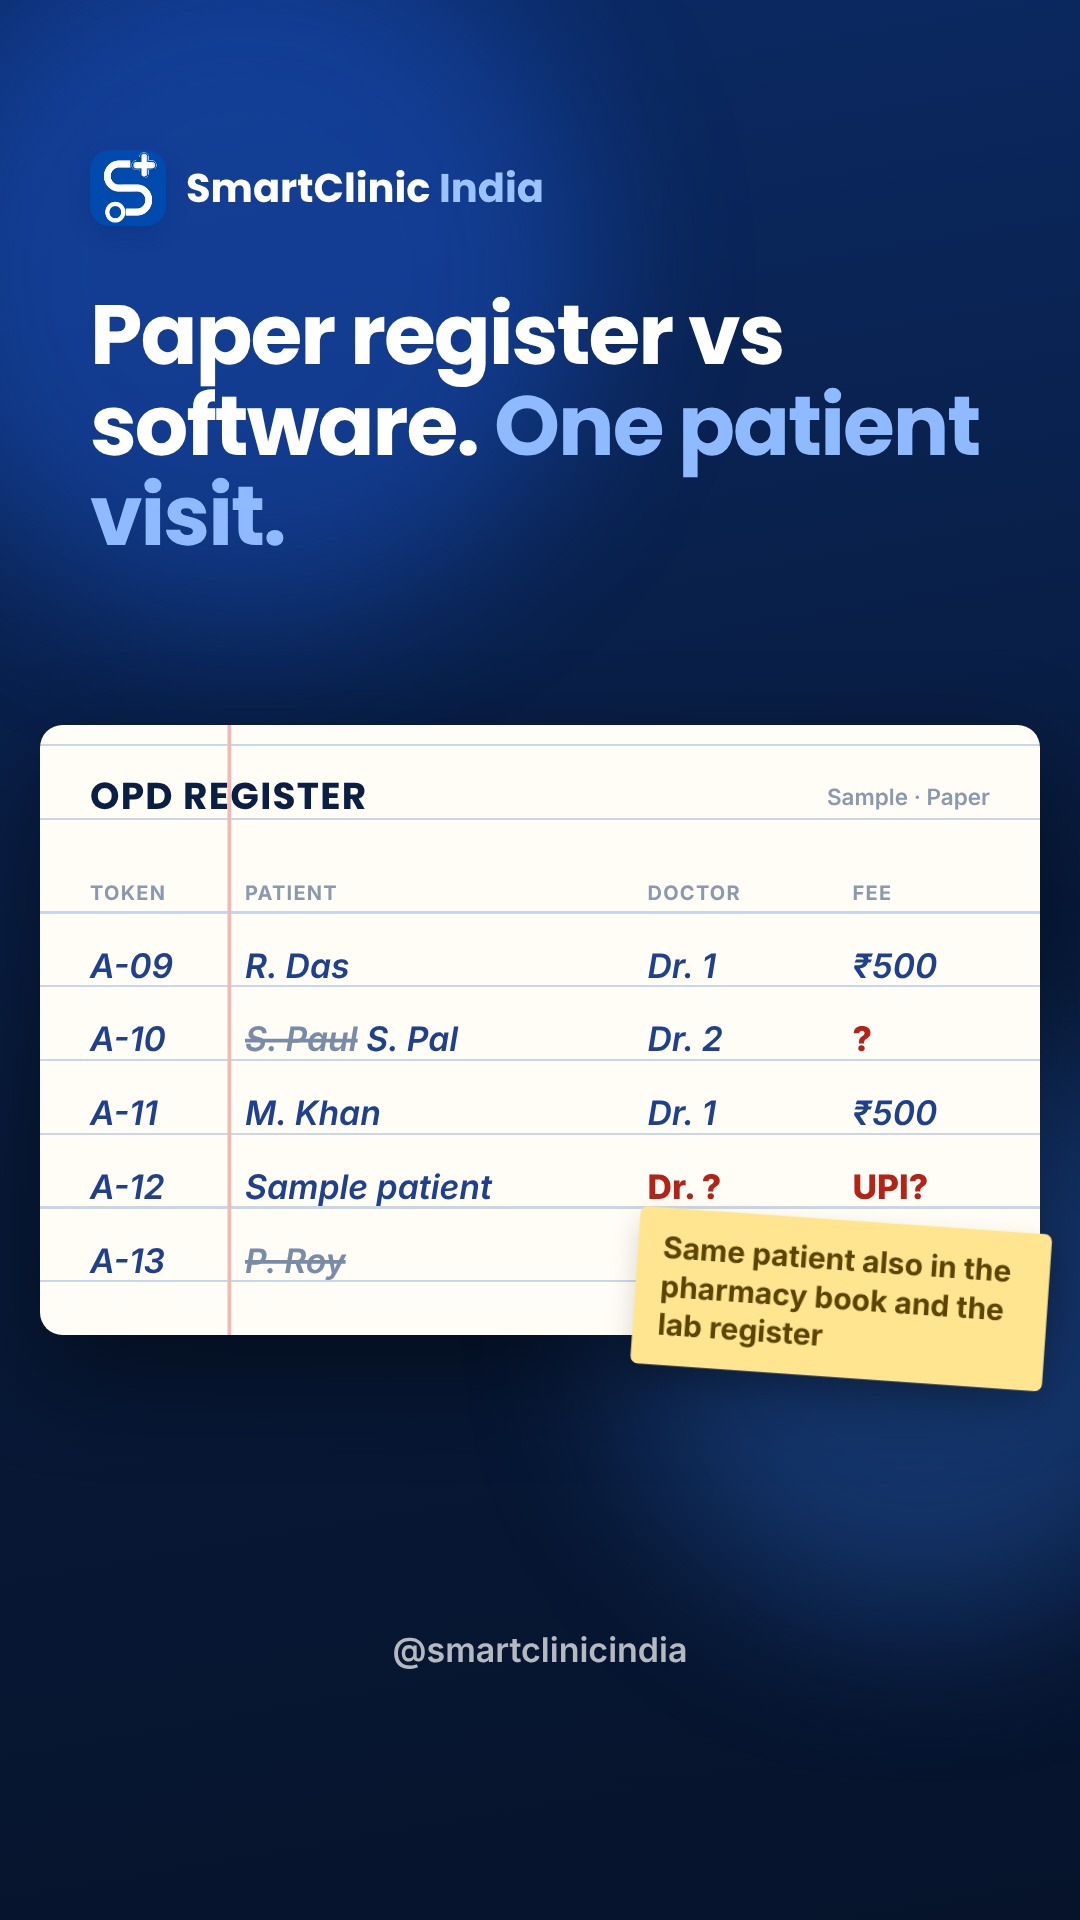 SmartClinic India
Paper register vs
software. One patient
visit.
OPD REGISTER
Sample · Paper
TOKEN PATIENT DOCTOR FEE
A-09 R. Das Dr. 1 ₹500
A-10 S. Paul S. Pal Dr. 2 ?
A-11 M. Khan Dr. 1 ₹500
A-12 Sample patient Dr. ? UPI?
A-13 P. Roy
Same patient also in the
pharmacy book and the
lab register
@smartclinicindia